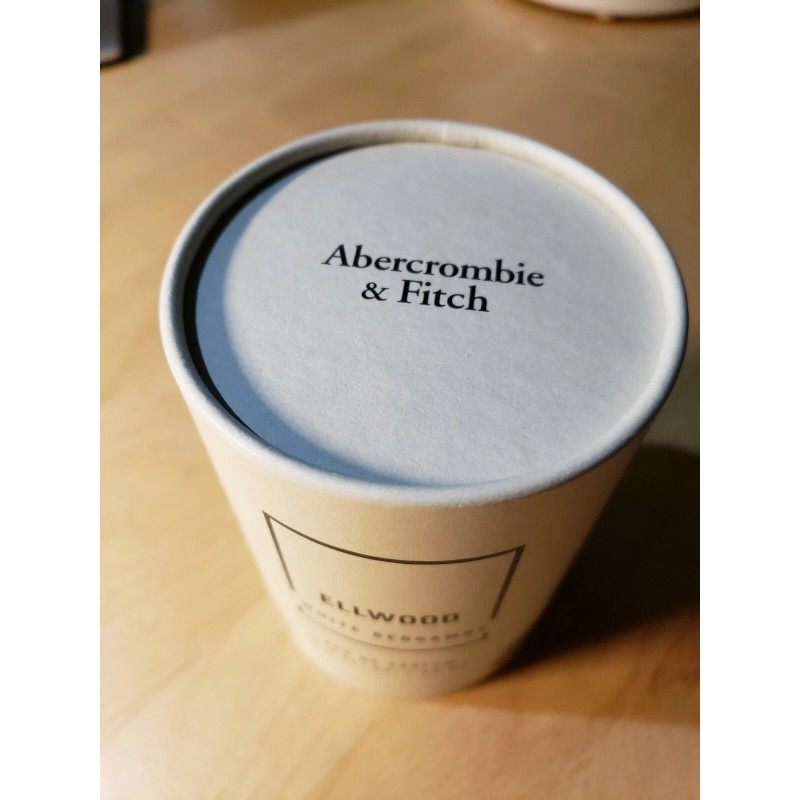 Abercrombie
& Fitch
ELLWOOD
WHITE BERGAMOT